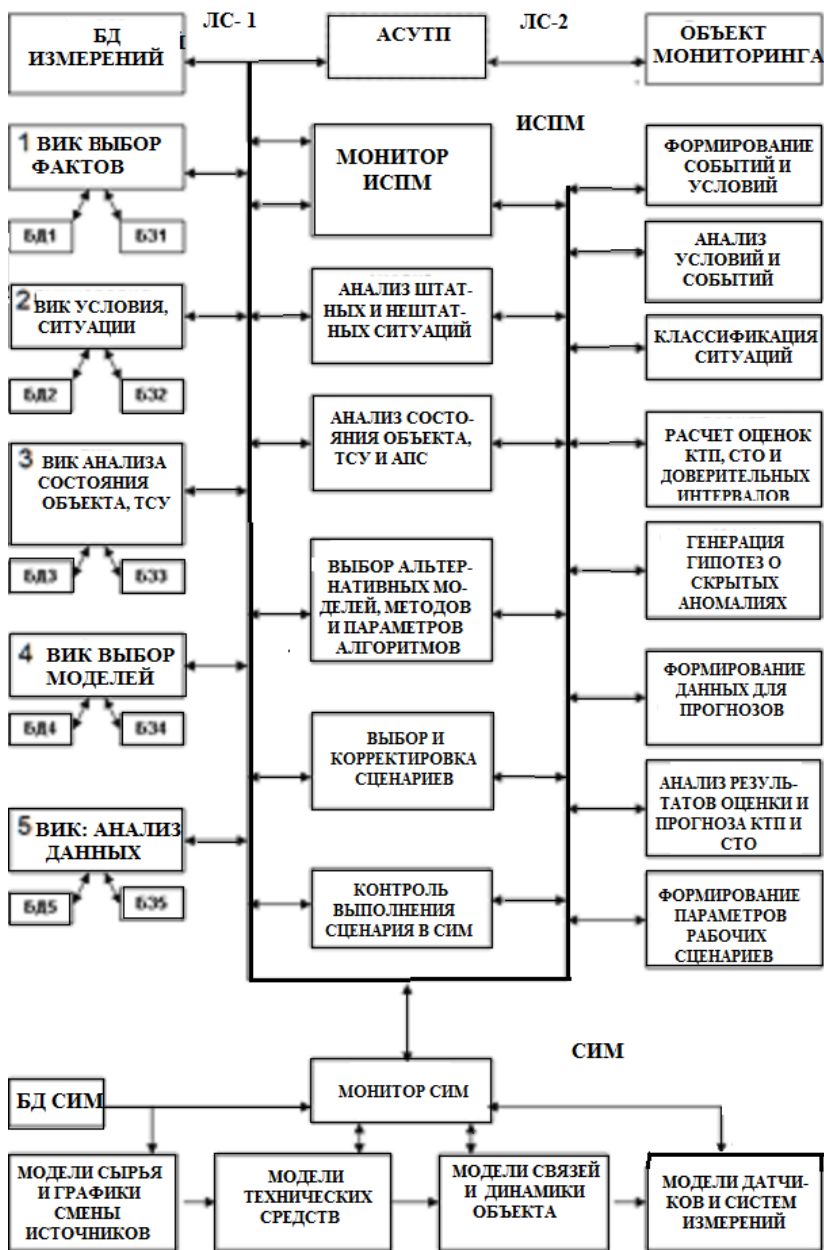 ЛС- 1
ЛС-2
БД
ИЗМЕРЕНИЙ
АСУТП
ОБЪЕКТ
МОНИТОРИНГА
ИСПМ
1 ВИК ВЫБОР
ФАКТОВ
БД1
БЗ1
МОНИТОР
ИСПМ
ФОРМИРОВАНИЕ
СОБЫТИЙ И
УСЛОВИЙ
АНАЛИЗ
УСЛОВИЙ И
СОБЫТИЙ
2 ВИК УСЛОВИЯ,
СИТУАЦИИ
БД2
БЗ2
АНАЛИЗ ШТАТ-
НЫХ И НЕШТАТ-
НЫХ СИТУАЦИЙ
КЛАССИФИКАЦИЯ
СИТУАЦИЙ
3 ВИК АНАЛИЗА
СОСТОЯНИЯ
ОБЪЕКТА, ТСУ
БД3
БЗ3
АНАЛИЗ СОСТО-
ЯНИЯ ОБЪЕКТА,
ТСУ И АПС
РАСЧЕТ ОЦЕНОК
КТП, СТО И
ДОВЕРИТЕЛЬНЫХ
ИНТЕРВАЛОВ
ВЫБОР АЛЬТЕР-
НАТИВНЫХ МО-
ДЕЛЕЙ, МЕТОДОВ
И ПАРАМЕТРОВ
АЛГОРИТМОВ
ГЕНЕРАЦИЯ
ГИПОТЕЗ О
СКРЫТЫХ
АНОМАЛИЯХ
4 ВИК ВЫБОР
МОДЕЛЕЙ
БД4
БЗ4
ФОРМИРОВАНИЕ
ДАННЫХ ДЛЯ
ПРОГНОЗОВ
ВЫБОР И
КОРРЕКТИРОВКА
СЦЕНАРИЕВ
АНАЛИЗ РЕЗУЛЬ-
ТАТОВ ОЦЕНКИ И
ПРОГНОЗА КТП И
СТО
5 ВИК: АНАЛИЗ
ДАННЫХ
БД5
БЗ5
КОНТРОЛЬ
ВЫПОЛНЕНИЯ
СЦЕНАРИЯ В СИМ
ФОРМИРОВАНИЕ
ПАРАМЕТРОВ
РАБОЧИХ
СЦЕНАРИЕВ
СИМ
БД СИМ
МОНИТОР СИМ
МОДЕЛИ СЫРЬЯ
И ГРАФИКИ
СМЕНЫ
ИСТОЧНИКОВ
МОДЕЛИ
ТЕХНИЧЕСКИХ
СРЕДСТВ
МОДЕЛИ СВЯЗЕЙ
И ДИНАМИКИ
ОБЪЕКТА
МОДЕЛИ ДАТЧИ-
КОВ И СИСТЕМ
ИЗМЕРЕНИЙ